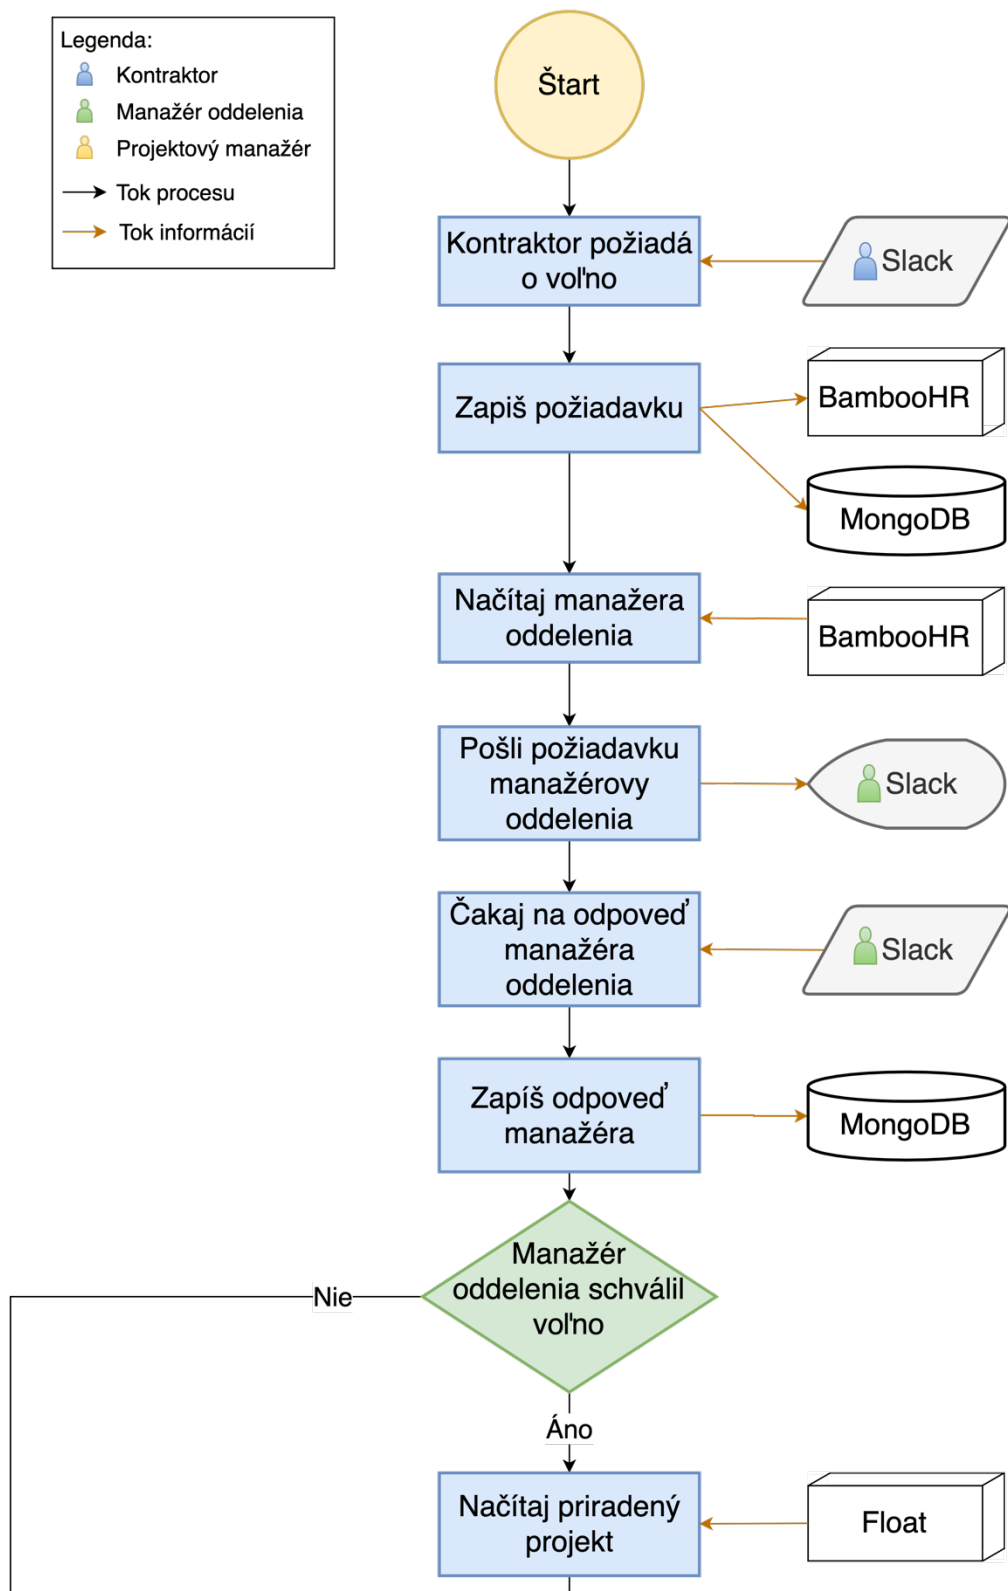 Legenda:
Kontraktor
Manažér oddelenia
Projektový manažér
Tok procesu
Tok informácií
Štart
Kontraktor požiadá
o voľno
Slack
Zapiš požiadavku
BambooHR
MongoDB
Načítaj manažera
oddelenia
BambooHR
Pošli požiadavku
manažérovy
oddelenia
Slack
Čakaj na odpoveď
manažéra
oddelenia
Slack
Zapíš odpoveď
manažéra
MongoDB
Manažér
oddelenia schválil
voľno
Nie
Áno
Načítaj priradený
projekt
Float